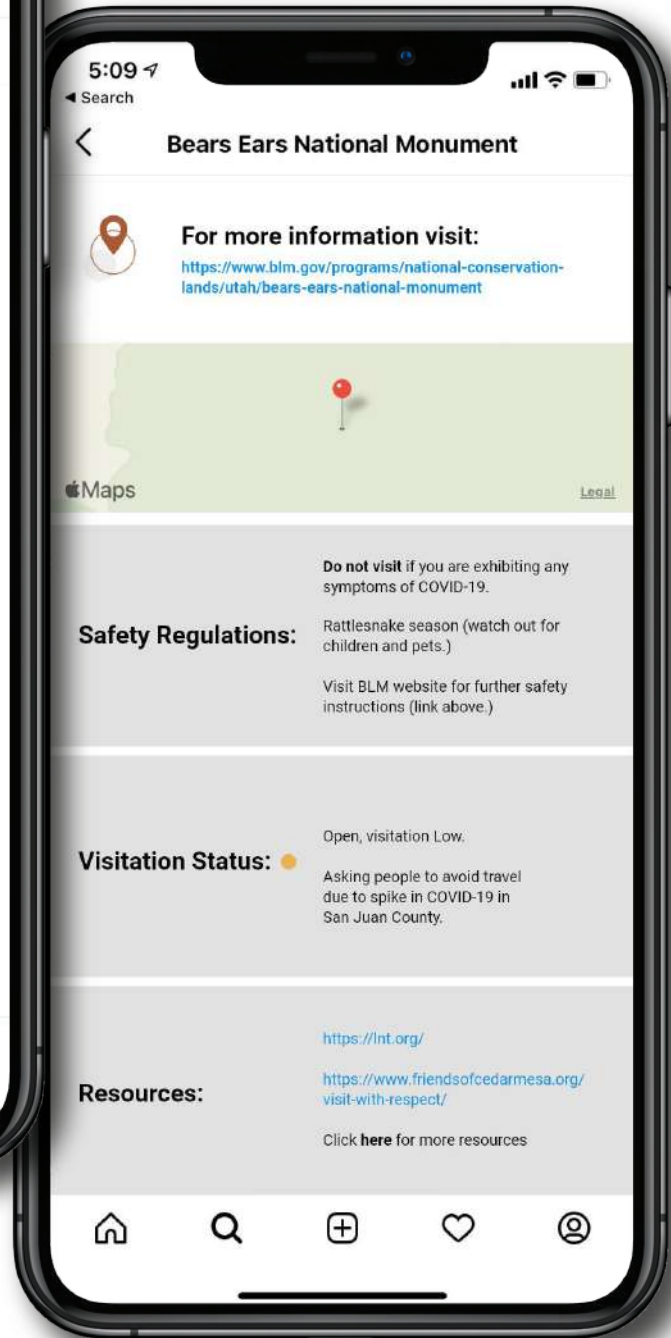 5:09
Search
Bears Ears National Monument
For more information visit:
https://www.blm.gov/programs/national-conservation-
lands/utah/bears-ears-national-monument
Maps
Legal
Safety Regulations:
Do not visit if you are exhibiting any
symptoms of COVID-19.
Rattlesnake season (watch out for
children and pets.)
Visit BLM website for further safety
instructions (link above.)
Visitation Status:
Open, visitation Low.
Asking people to avoid travel
due to spike in COVID-19 in
San Juan County.
Resources:
https://lnt.org/
https://www.friendsofcedarmesa.org/
visit-with-respect/
Click here for more resources